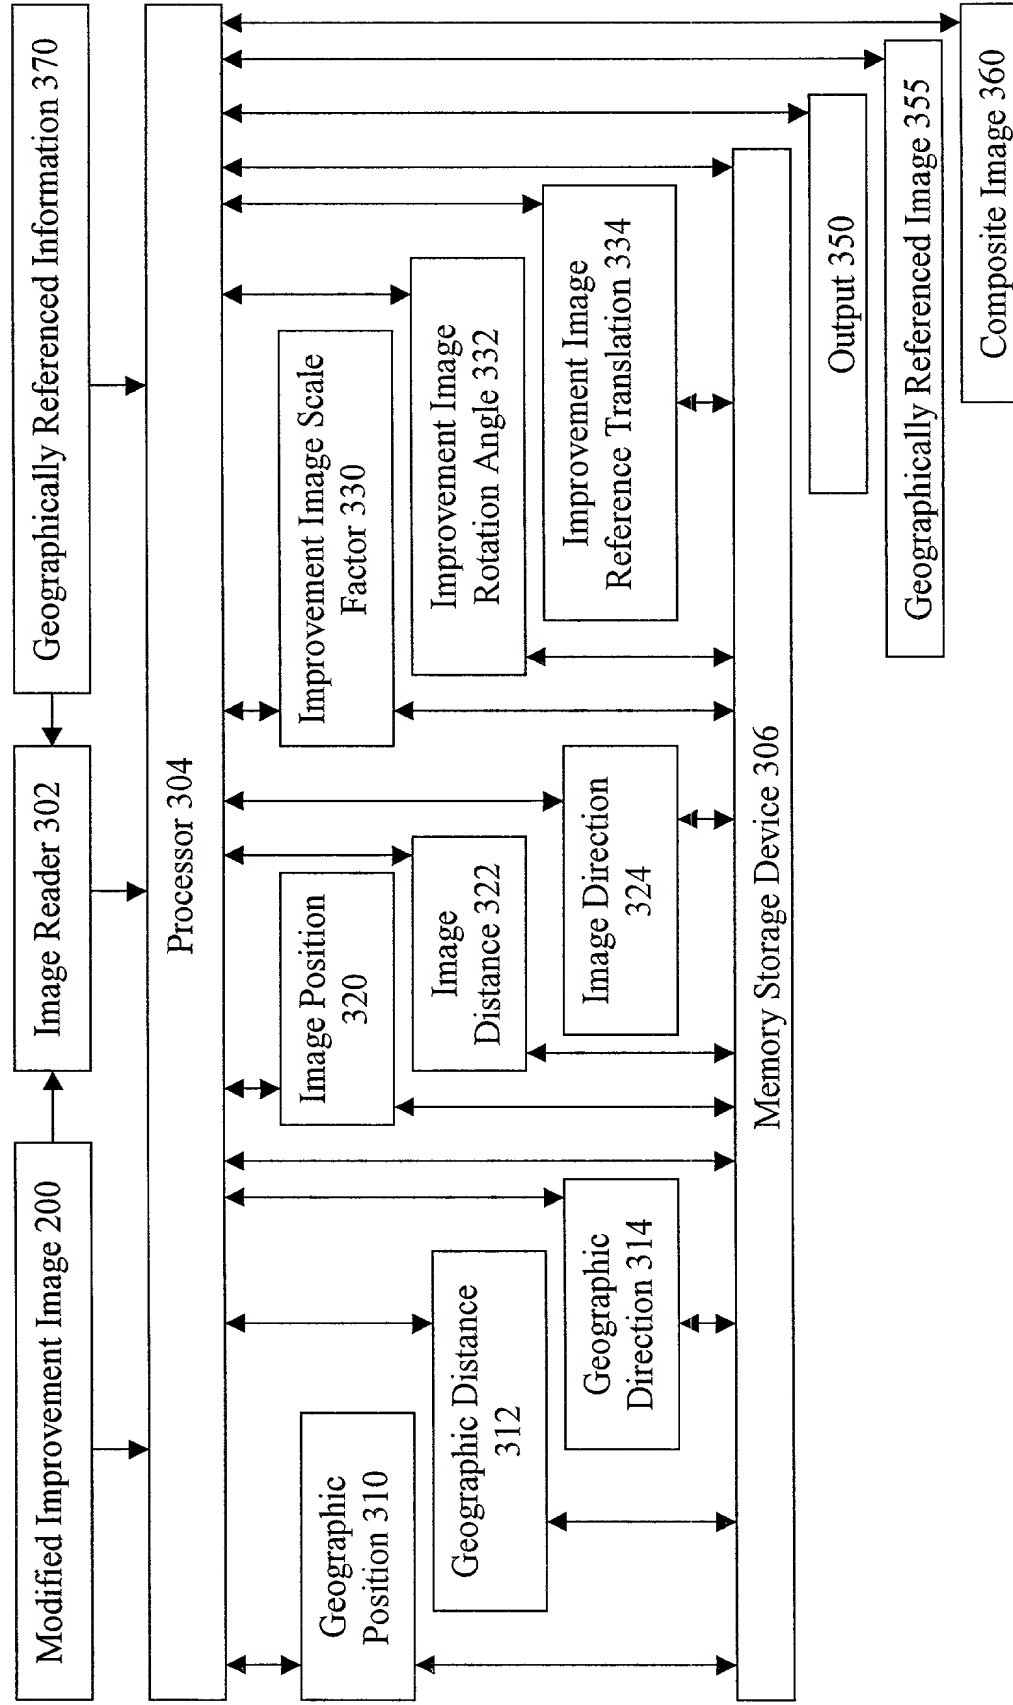 Modified Improvement Image 200
Image Reader 302
Geographically Referenced Information 370
Processor 304
Geographic
Position 310
Geographic Distance
312
Geographic
Direction 314
Image Position
320
Image
Distance 322
Image Direction
324
Improvement Image Scale
Factor 330
Improvement Image
Rotation Angle 332
Improvement Image
Reference Translation 334
Memory Storage Device 306
Output 350
Geographically Referenced Image 355
Composite Image 360